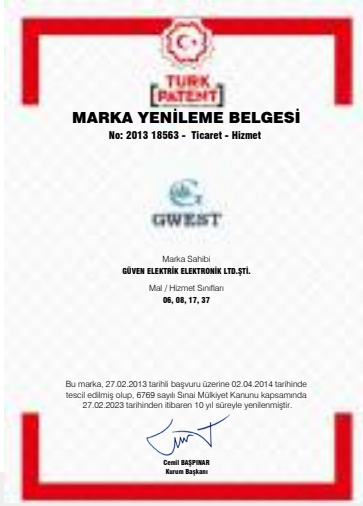 TURK
PATENT
MARKA YENİLEME BELGESİ
No: 2013 18563 - Ticaret - Hizmet
GWEST
Marka Sahibi
GÜVEN ELEKTRİK ELEKTRONİK LTD.ŞTİ.
Mal / Hizmet Sınıfları
06, 08, 17, 37
Bu marka, 27.02.2013 tarihli başvuru üzerine 02.04.2014 tarihinde
tescil edilmiş olup, 6769 sayılı Sınai Mülkiyet Kanunu kapsamında
27.02.2023 tarihinden itibaren 10 yıl süreyle yenilenmiştir.
Cemil BAŞPINAR
Kurum Başkanı